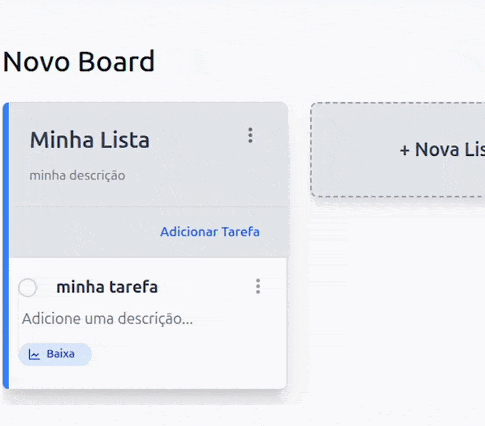 Novo Board
Minha Lista
minha descrição
+ Nova Lis
Adicionar Tarefa
minha tarefa
Adicione uma descrição...
Baixa